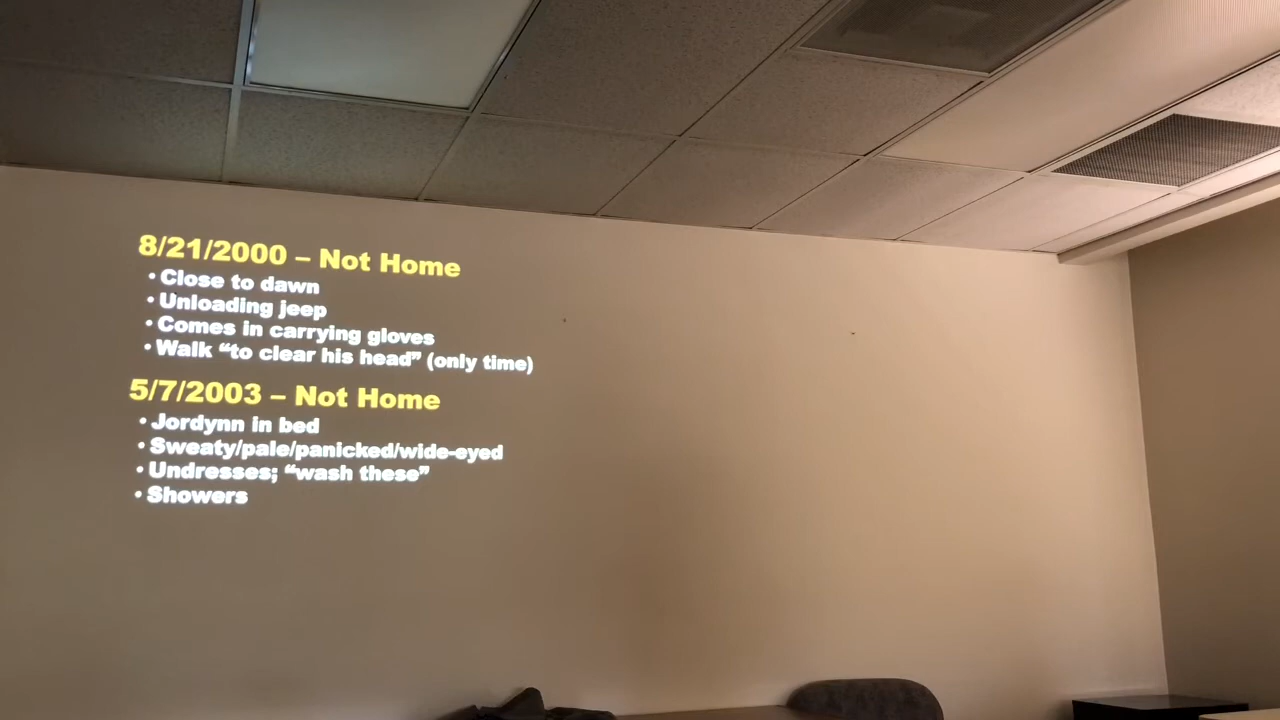 8/21/2000 – Not Home
• Close to dawn
• Unloading jeep
• Comes in carrying gloves
• Walk “to clear his head” (only time)
5/7/2003 – Not Home
• Jordynn in bed
• Sweaty/pale/panicked/wide-eyed
• Undresses; “wash these”
• Showers